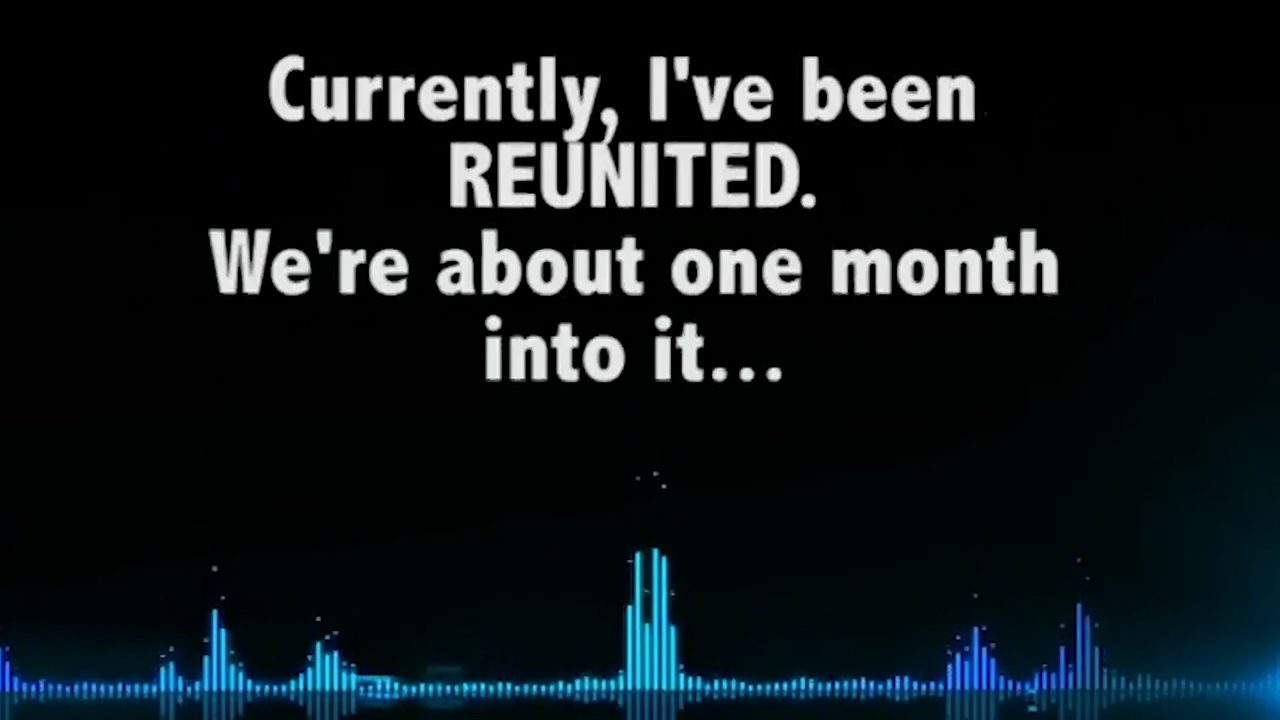 Currently, I've been
REUNITED.
We're about one month
into it...